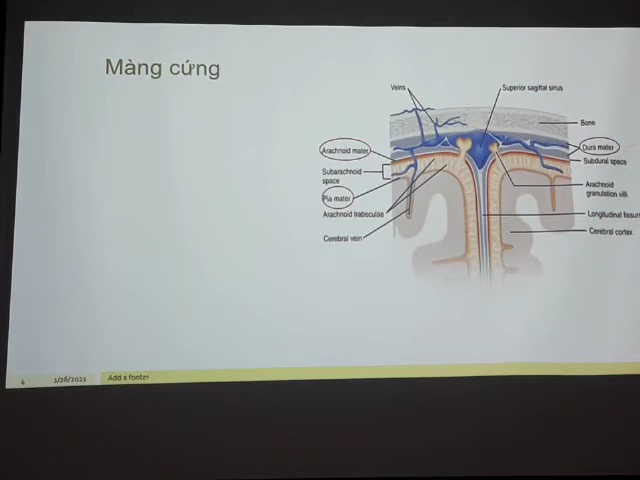 Màng cứng
Veins
Superior sagittal sinus
Bone
Arachnoid mater
Dura mater
Subdural space
Subarachnoid
space
Arachnoid
granulation villi
Pia mater
Arachnoid trabeculae
Longitudinal fissure
Cerebral vein
Cerebral cortex
4
1/26/2021
Add a footer